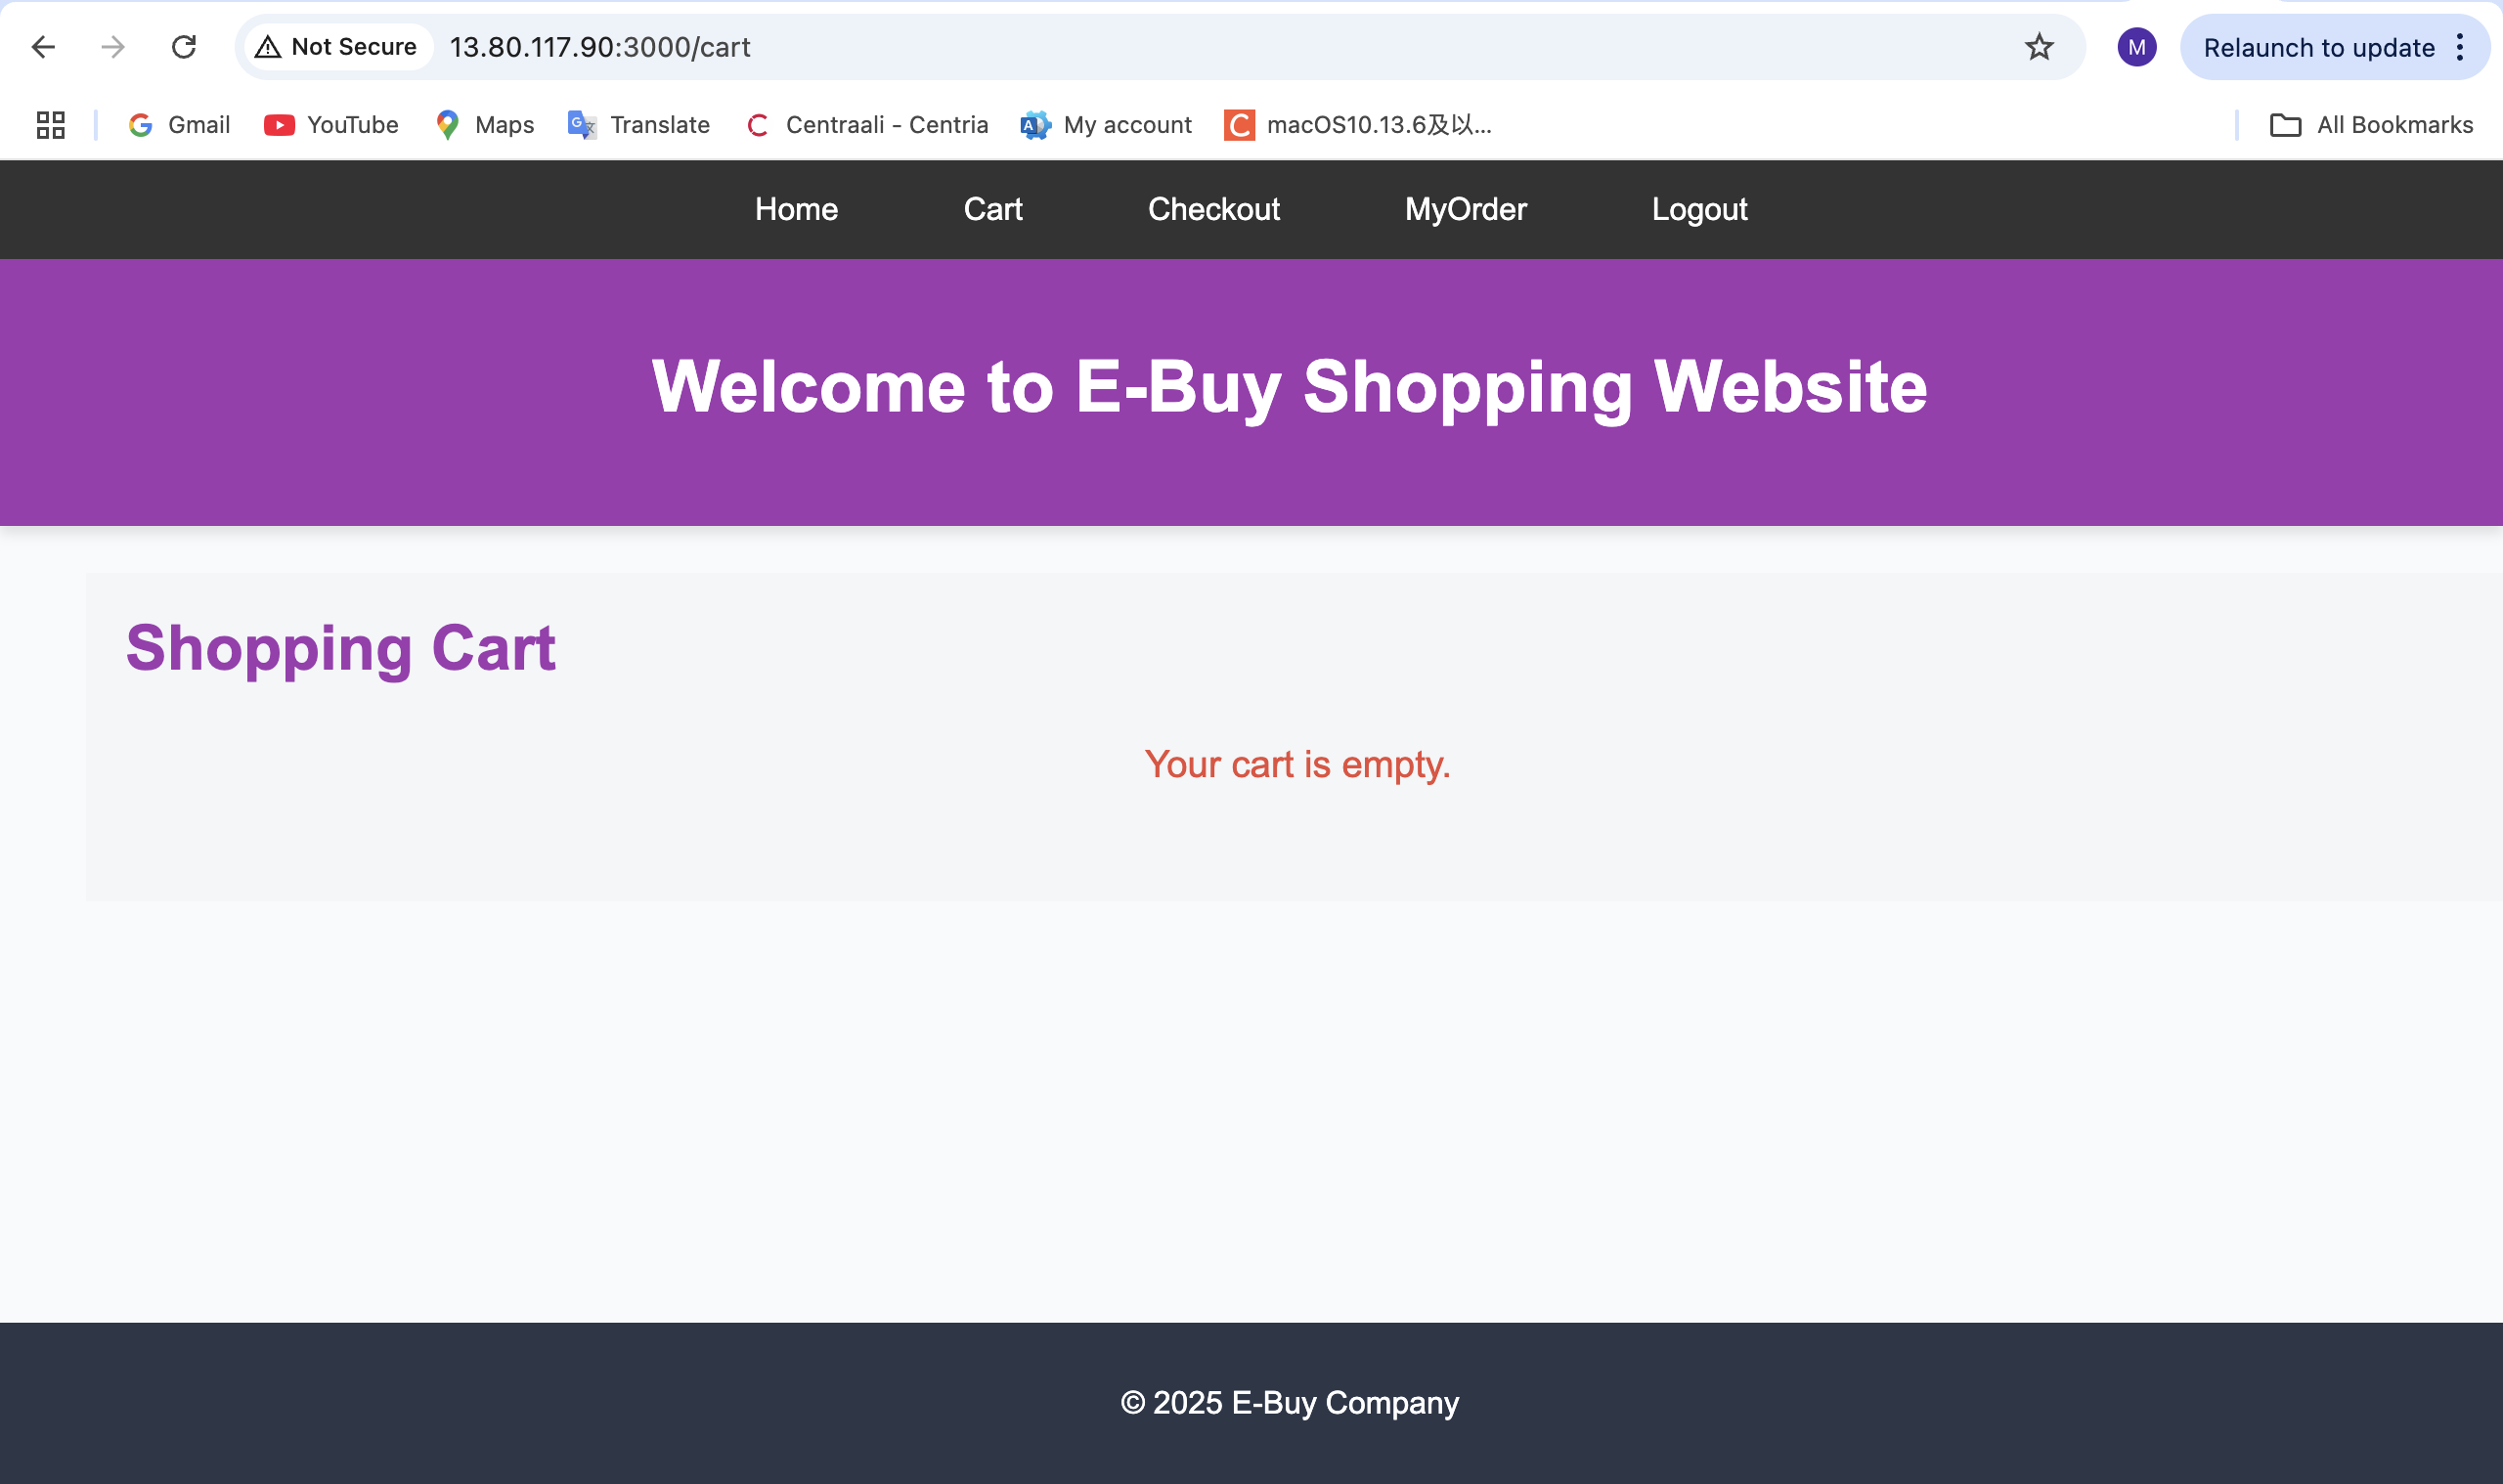 Not Secure 13.80.117.90:3000/cart M Relaunch to update
Gmail YouTube Maps Translate Centraali - Centria My account macOS10.13.6及以... All Bookmarks
Home Cart Checkout MyOrder Logout
Welcome to E-Buy Shopping Website
Shopping Cart
Your cart is empty.
© 2025 E-Buy Company